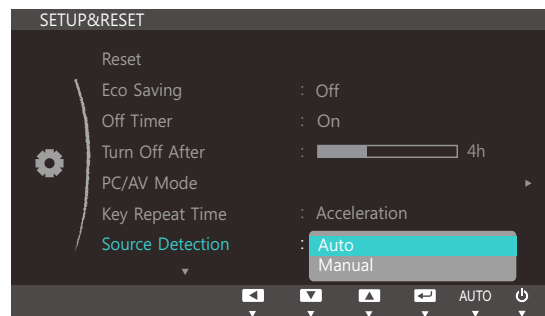 SETUP&RESET
Reset
Eco Saving : Off
Off Timer : On
Turn Off After : 4h
PC/AV Mode
Key Repeat Time : Acceleration
Source Detection : Auto
Manual
AUTO